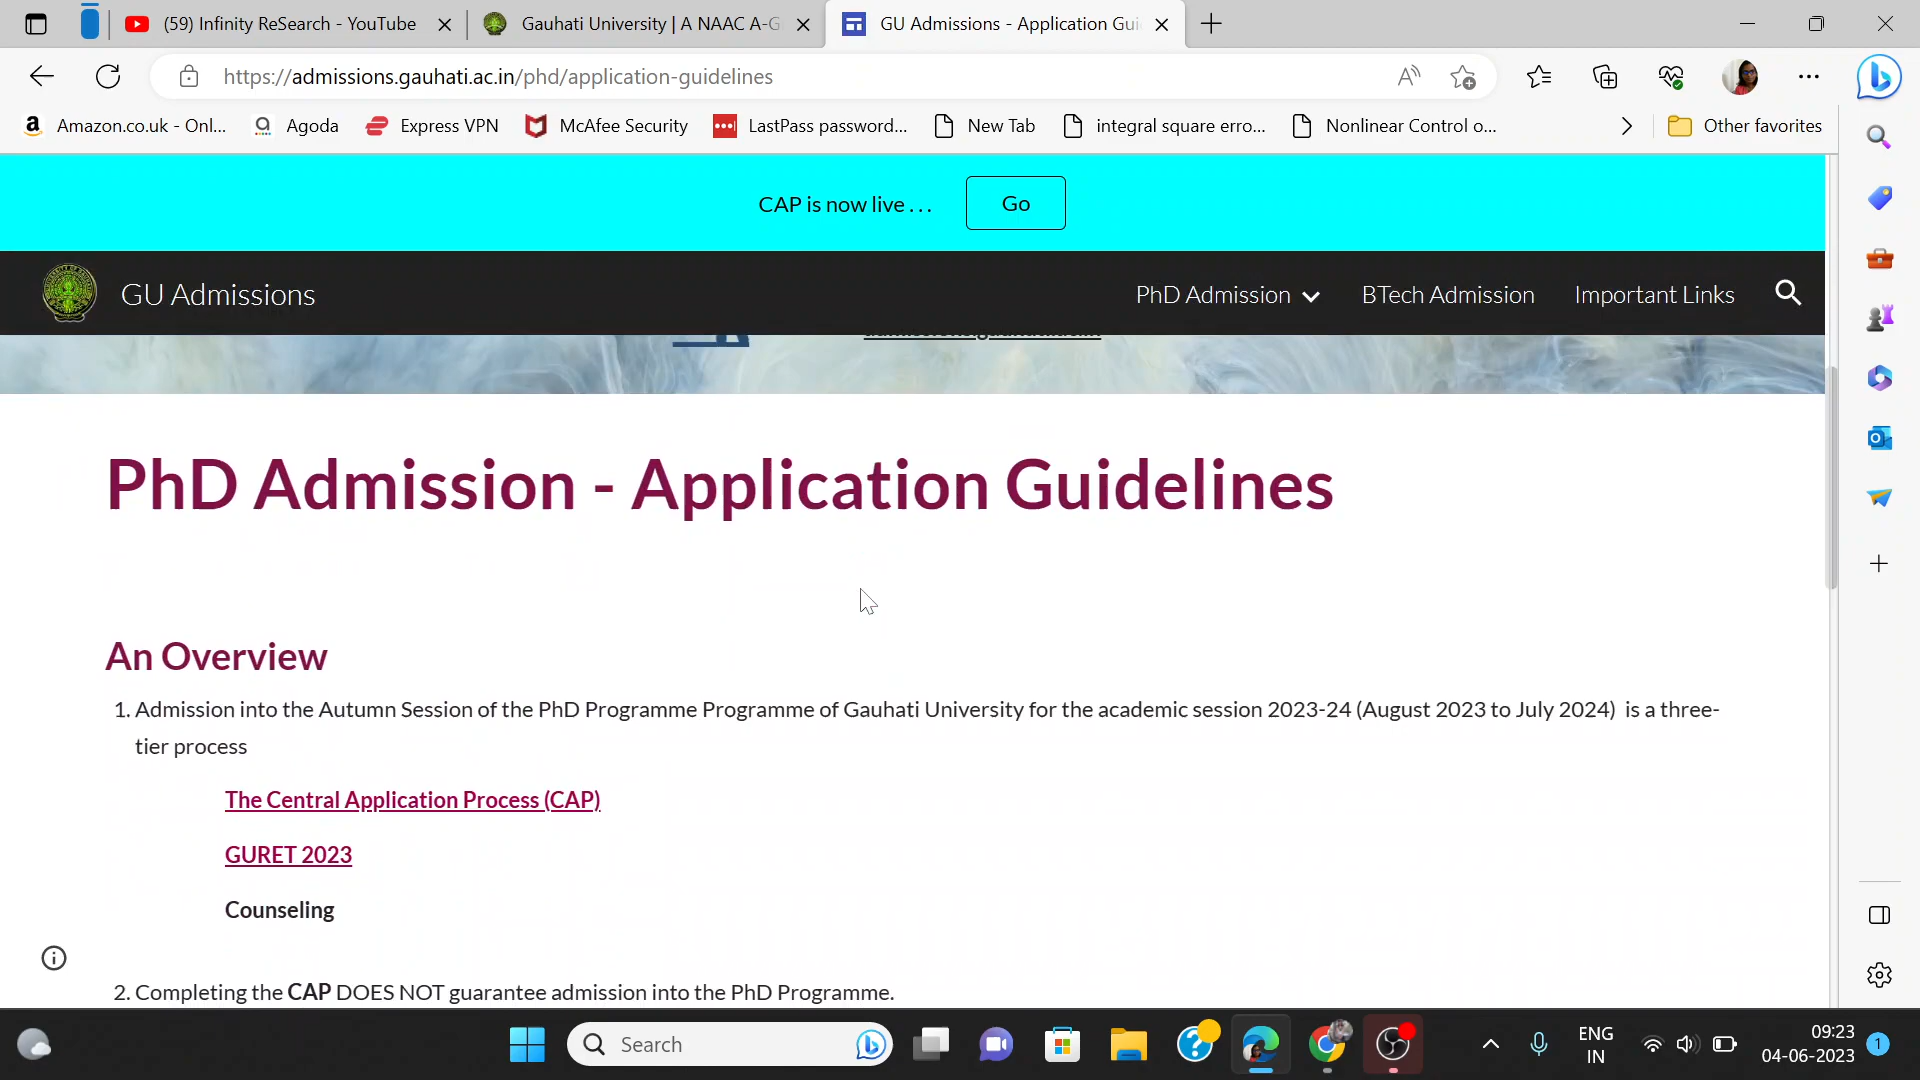 (59) Infinity ReSearch - YouTube
Gauhati University | A NAAC A-G
GU Admissions - Application Gui
https://admissions.gauhati.ac.in/phd/application-guidelines
Amazon.co.uk - Onl...
Agoda
Express VPN
McAfee Security
LastPass password...
New Tab
integral square erro...
Nonlinear Control o...
Other favorites
CAP is now live . . .
Go
GU Admissions
PhD Admission
BTech Admission
Important Links
PhD Admission - Application Guidelines
An Overview
1. Admission into the Autumn Session of the PhD Programme Programme of Gauhati University for the academic session 2023-24 (August 2023 to July 2024) is a three-
tier process
The Central Application Process (CAP)
GURET 2023
Counseling
2. Completing the CAP DOES NOT guarantee admission into the PhD Programme.
Search
ENG
IN
09:23
04-06-2023
1